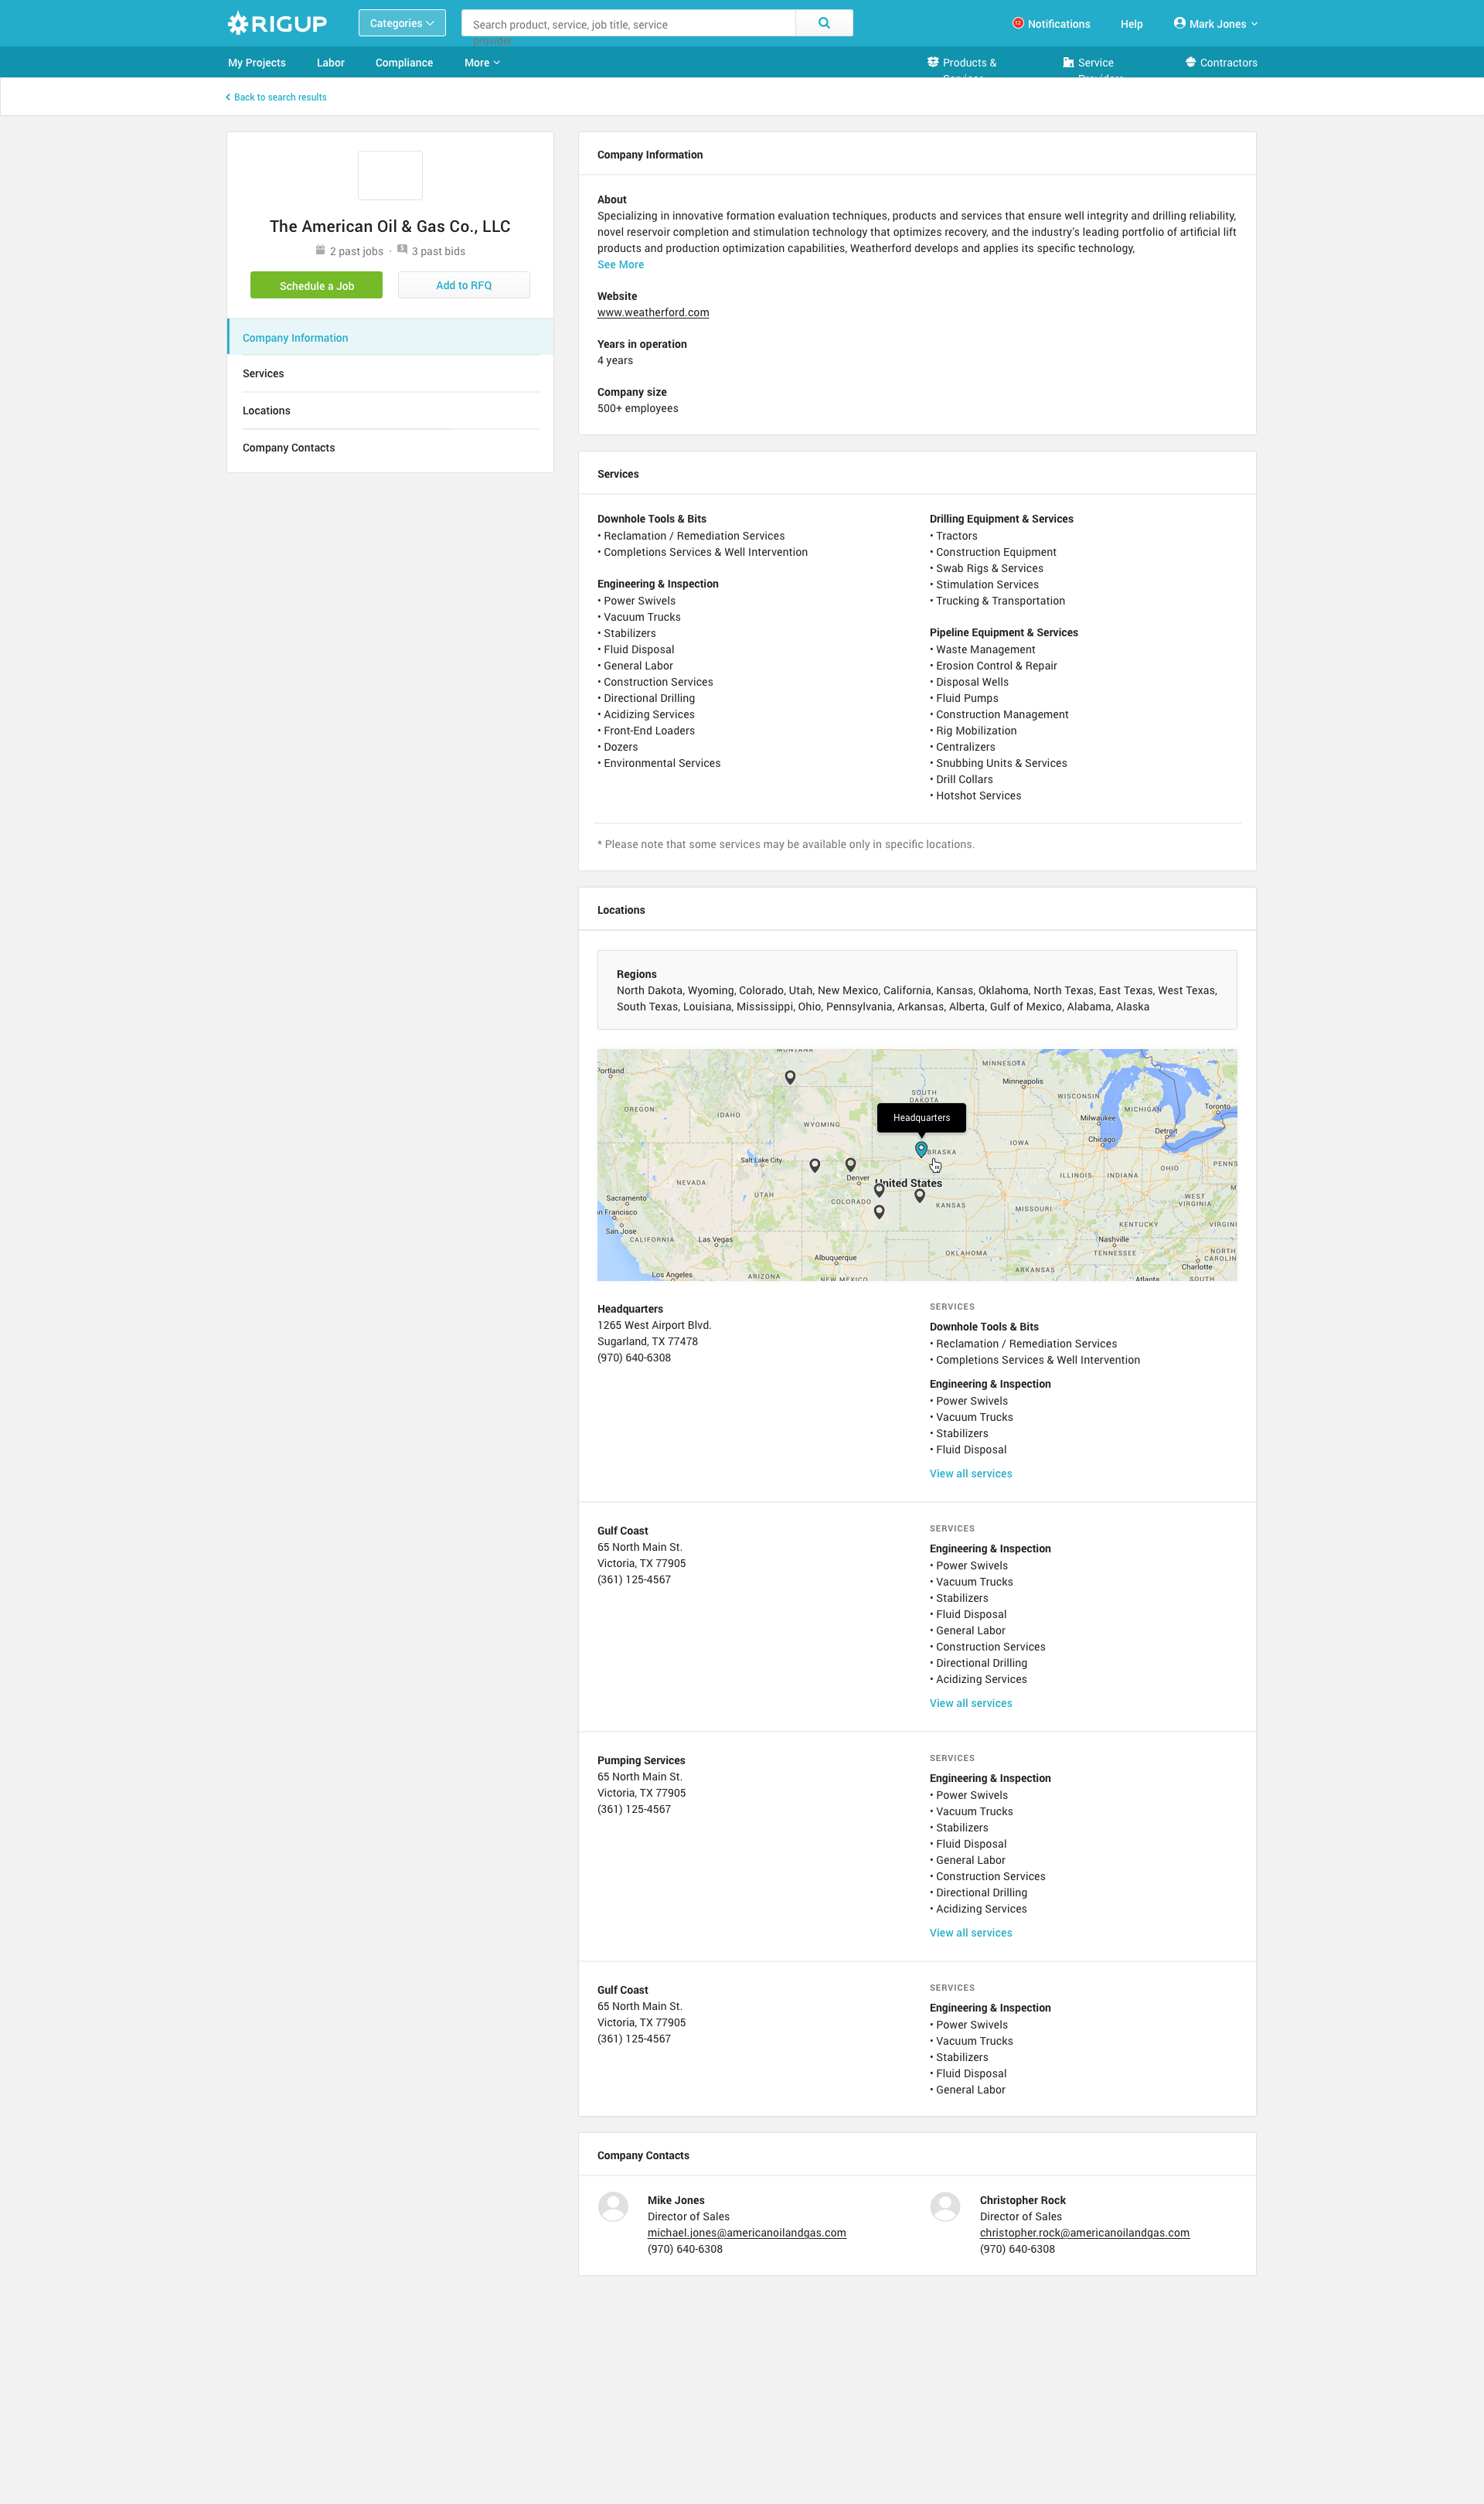 RIGUP
Categories
Search product, service, job title, service
provider
Notifications
Help
Mark Jones
My Projects
Labor
Compliance
More
Products &
Services
Service
Providers
Contractors
Back to search results
The American Oil & Gas Co., LLC
2 past jobs · 3 past bids
Schedule a Job
Add to RFQ
Company Information
Services
Locations
Company Contacts
Company Information
About
Specializing in innovative formation evaluation techniques, products and services that ensure well integrity and drilling reliability,
novel reservoir completion and stimulation technology that optimizes recovery, and the industry's leading portfolio of artificial lift
products and production optimization capabilities, Weatherford develops and applies its specific technology,
See More
Website
www.weatherford.com
Years in operation
4 years
Company size
500+ employees
Services
Downhole Tools & Bits
• Reclamation / Remediation Services
• Completions Services & Well Intervention
Engineering & Inspection
• Power Swivels
• Vacuum Trucks
• Stabilizers
• Fluid Disposal
• General Labor
• Construction Services
• Directional Drilling
• Acidizing Services
• Front-End Loaders
• Dozers
• Environmental Services
Drilling Equipment & Services
• Tractors
• Construction Equipment
• Swab Rigs & Services
• Stimulation Services
• Trucking & Transportation
Pipeline Equipment & Services
• Waste Management
• Erosion Control & Repair
• Disposal Wells
• Fluid Pumps
• Construction Management
• Rig Mobilization
• Centralizers
• Snubbing Units & Services
• Drill Collars
• Hotshot Services
* Please note that some services may be available only in specific locations.
Locations
Regions
North Dakota, Wyoming, Colorado, Utah, New Mexico, California, Kansas, Oklahoma, North Texas, East Texas, West Texas,
South Texas, Louisiana, Mississippi, Ohio, Pennsylvania, Arkansas, Alberta, Gulf of Mexico, Alabama, Alaska
MONTANA
MINNESOTA
Portland
Minneapolis
SOUTH
DAKOTA
WISCONSIN
OREGON
IDAHO
MICHIGAN
Toronto
Milwaukee
WYOMING
Headquarters
Detroit
Chicago
IOWA
BRASKA
Salt Lake City
PENNS
OHIO
ILLINOIS
INDIANA
Denver
United States
NEVADA
UTAH
COLORADO
KANSAS
MISSOURI
WEST
VIRGINIA
Sacramento
n Francisco
San Jose
KENTUCKY
VIRGINI
CALIFORNIA
Las Vegas
Nashville
TENNESSEE
NORTH
CAROLIN
Albuquerque
OKLAHOMA
Charlotte
Los Angeles
ARIZONA
NEW MEXICO
ARKANSAS
Atlanta
SOUTH
Headquarters
1265 West Airport Blvd.
Sugarland, TX 77478
(970) 640-6308
SERVICES
Downhole Tools & Bits
• Reclamation / Remediation Services
• Completions Services & Well Intervention
Engineering & Inspection
• Power Swivels
• Vacuum Trucks
• Stabilizers
• Fluid Disposal
View all services
Gulf Coast
65 North Main St.
Victoria, TX 77905
(361) 125-4567
SERVICES
Engineering & Inspection
• Power Swivels
• Vacuum Trucks
• Stabilizers
• Fluid Disposal
• General Labor
• Construction Services
• Directional Drilling
• Acidizing Services
View all services
Pumping Services
65 North Main St.
Victoria, TX 77905
(361) 125-4567
SERVICES
Engineering & Inspection
• Power Swivels
• Vacuum Trucks
• Stabilizers
• Fluid Disposal
• General Labor
• Construction Services
• Directional Drilling
• Acidizing Services
View all services
Gulf Coast
65 North Main St.
Victoria, TX 77905
(361) 125-4567
SERVICES
Engineering & Inspection
• Power Swivels
• Vacuum Trucks
• Stabilizers
• Fluid Disposal
• General Labor
Company Contacts
Mike Jones
Director of Sales
michael.jones@americanoilandgas.com
(970) 640-6308
Christopher Rock
Director of Sales
christopher.rock@americanoilandgas.com
(970) 640-6308